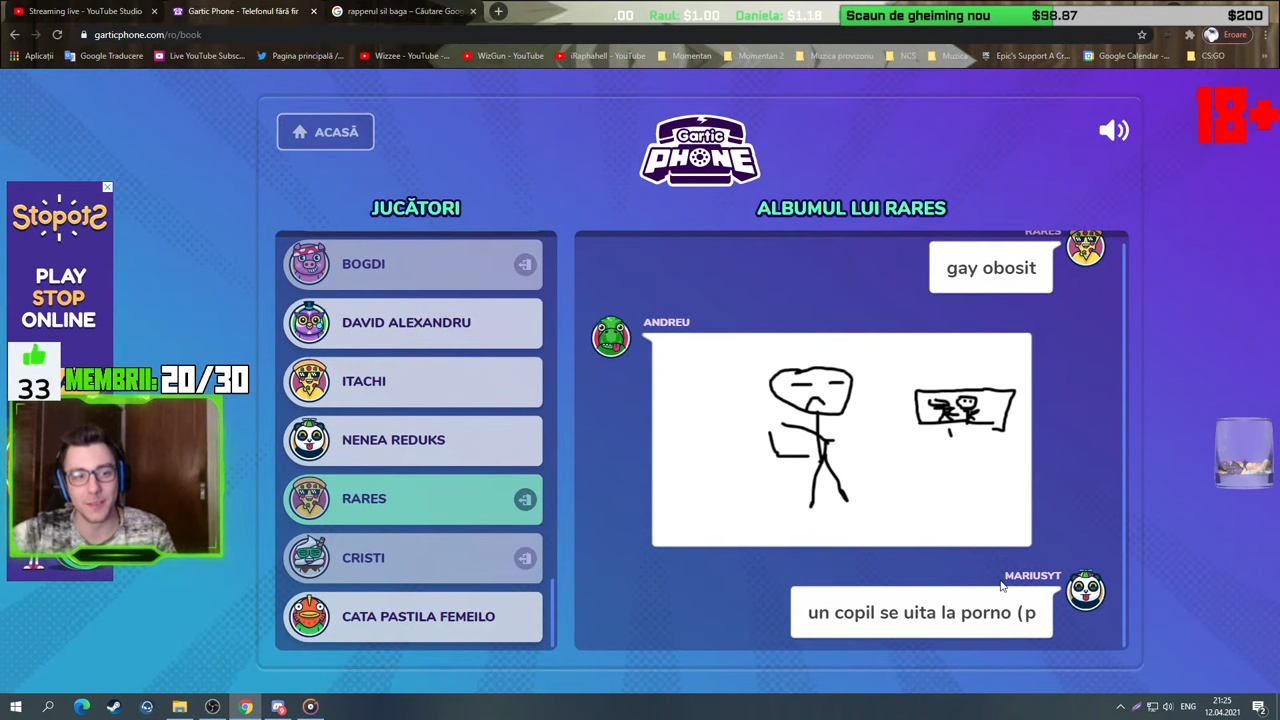 Streaming live - YouTube Studio
Gartic Phone - Telefonul fără fir
rapperul sil baga – Căutare Goog
.00 Raul: $1.00 Daniela: $1.18
Scaun de gheiming nou $98.87 $200
garticphone.com/ro/book
Eroare
Aplicații
Google Traducere
Live YouTube Subsc...
Pagina principală /...
Wizzee - YouTube -...
WizGun - YouTube
iRaphahell - YouTube
Momentan
Momentan 2
Muzica provizoriu
NCS
Muzica
Epic's Support A Cr...
Google Calendar -...
CS:GO
18+
ACASĂ
Gartic
PHONE
JUCĂTORI
ALBUMUL LUI RARES
StopotS
PLAY
STOP
ONLINE
33
MEMBRII: 20/30
BOGDI
DAVID ALEXANDRU
ITACHI
NENEA REDUKS
RARES
CRISTI
CATA PASTILA FEMEILO
RARES
gay obosit
ANDREU
MARIUSYT
un copil se uita la porno (p
ENG
21:25
12.04.2021
2